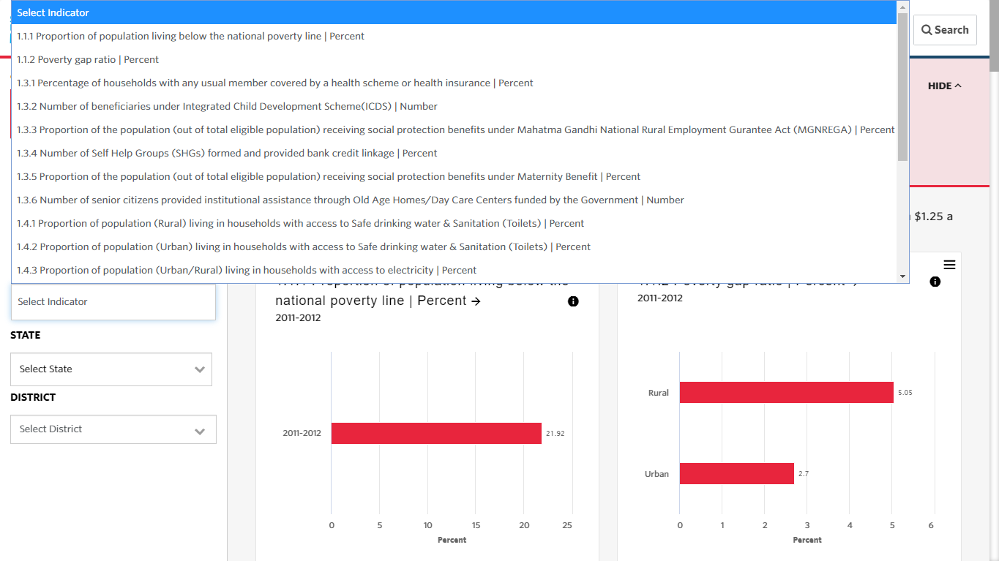 Select Indicator
1.1.1 Proportion of population living below the national poverty line | Percent
1.1.2 Poverty gap ratio | Percent
1.3.1 Percentage of households with any usual member covered by a health scheme or health insurance | Percent
1.3.2 Number of beneficiaries under Integrated Child Development Scheme(ICDS) | Number
1.3.3 Proportion of the population (out of total eligible population) receiving social protection benefits under Mahatma Gandhi National Rural Employment Gurantee Act (MGNREGA) | Percent
1.3.4 Number of Self Help Groups (SHGs) formed and provided bank credit linkage | Percent
1.3.5 Proportion of the population (out of total eligible population) receiving social protection benefits under Maternity Benefit | Percent
1.3.6 Number of senior citizens provided institutional assistance through Old Age Homes/Day Care Centers funded by the Government | Number
1.4.1 Proportion of population (Rural) living in households with access to Safe drinking water & Sanitation (Toilets) | Percent
1.4.2 Proportion of population (Urban) living in households with access to Safe drinking water & Sanitation (Toilets) | Percent
1.4.3 Proportion of population (Urban/Rural) living in households with access to electricity | Percent
Search
HIDE
$1.25 a
Select Indicator
STATE
Select State
DISTRICT
Select District
1.1.1 Proportion of population living below the
national poverty line | Percent →
2011-2012
2011-2012
21.92
0 5 10 15 20 25
Percent
1.1.2 Poverty gap ratio | Percent →
2011-2012
Rural
5.05
Urban
2.7
0 1 2 3 4 5 6
Percent